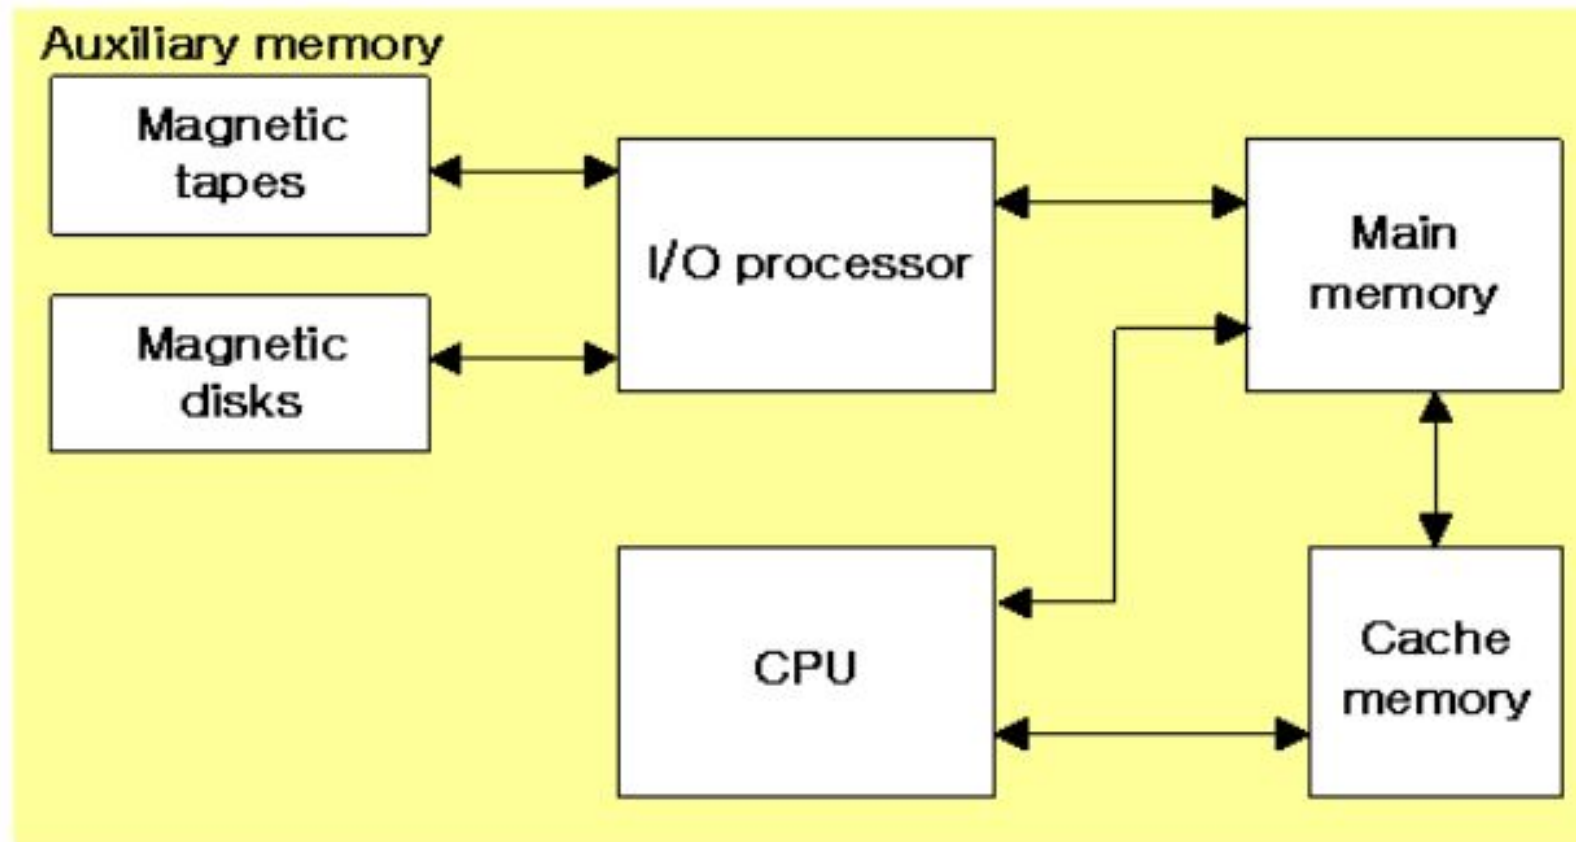 Auxiliary memory
Magnetic
tapes
I/O processor
Main
memory
Magnetic
disks
CPU
Cache
memory